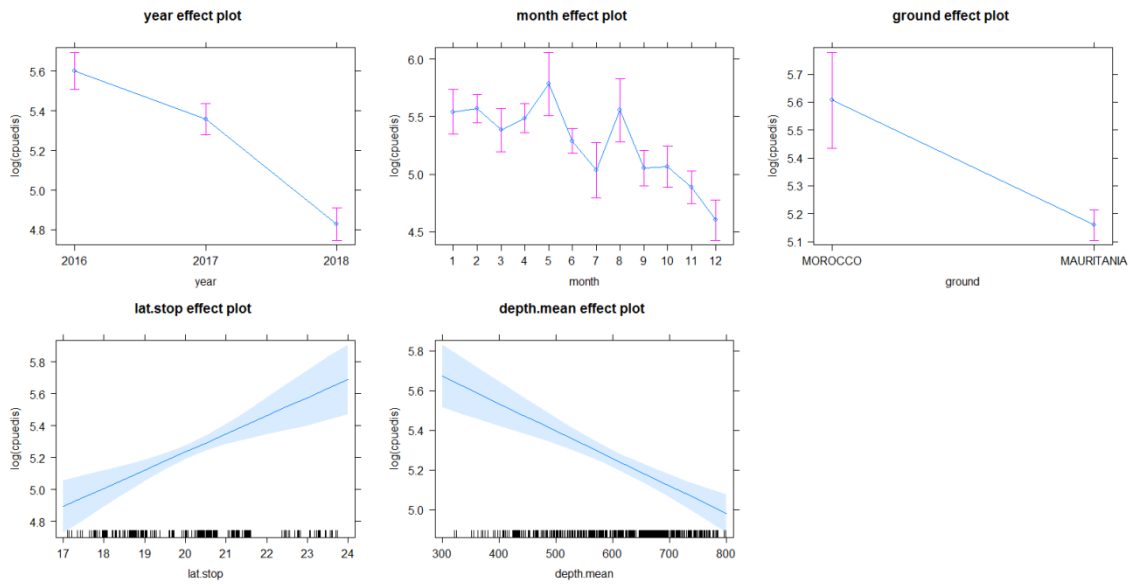 year effect plot
log(cpuedis)
5.6
5.4
5.2
5.0
4.8
2016 2017 2018
year
month effect plot
log(cpuedis)
6.0
5.5
5.0
4.5
1 2 3 4 5 6 7 8 9 10 11 12
month
ground effect plot
log(cpuedis)
5.7
5.6
5.5
5.4
5.3
5.2
5.1
MOROCCO MAURITANIA
ground
lat.stop effect plot
log(cpuedis)
5.8
5.6
5.4
5.2
5.0
4.8
17 18 19 20 21 22 23 24
lat.stop
depth.mean effect plot
log(cpuedis)
5.8
5.6
5.4
5.2
5.0
300 400 500 600 700 800
depth.mean